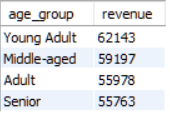 age_group revenue
Young Adult 62143
Middle-aged 59197
Adult 55978
Senior 55763